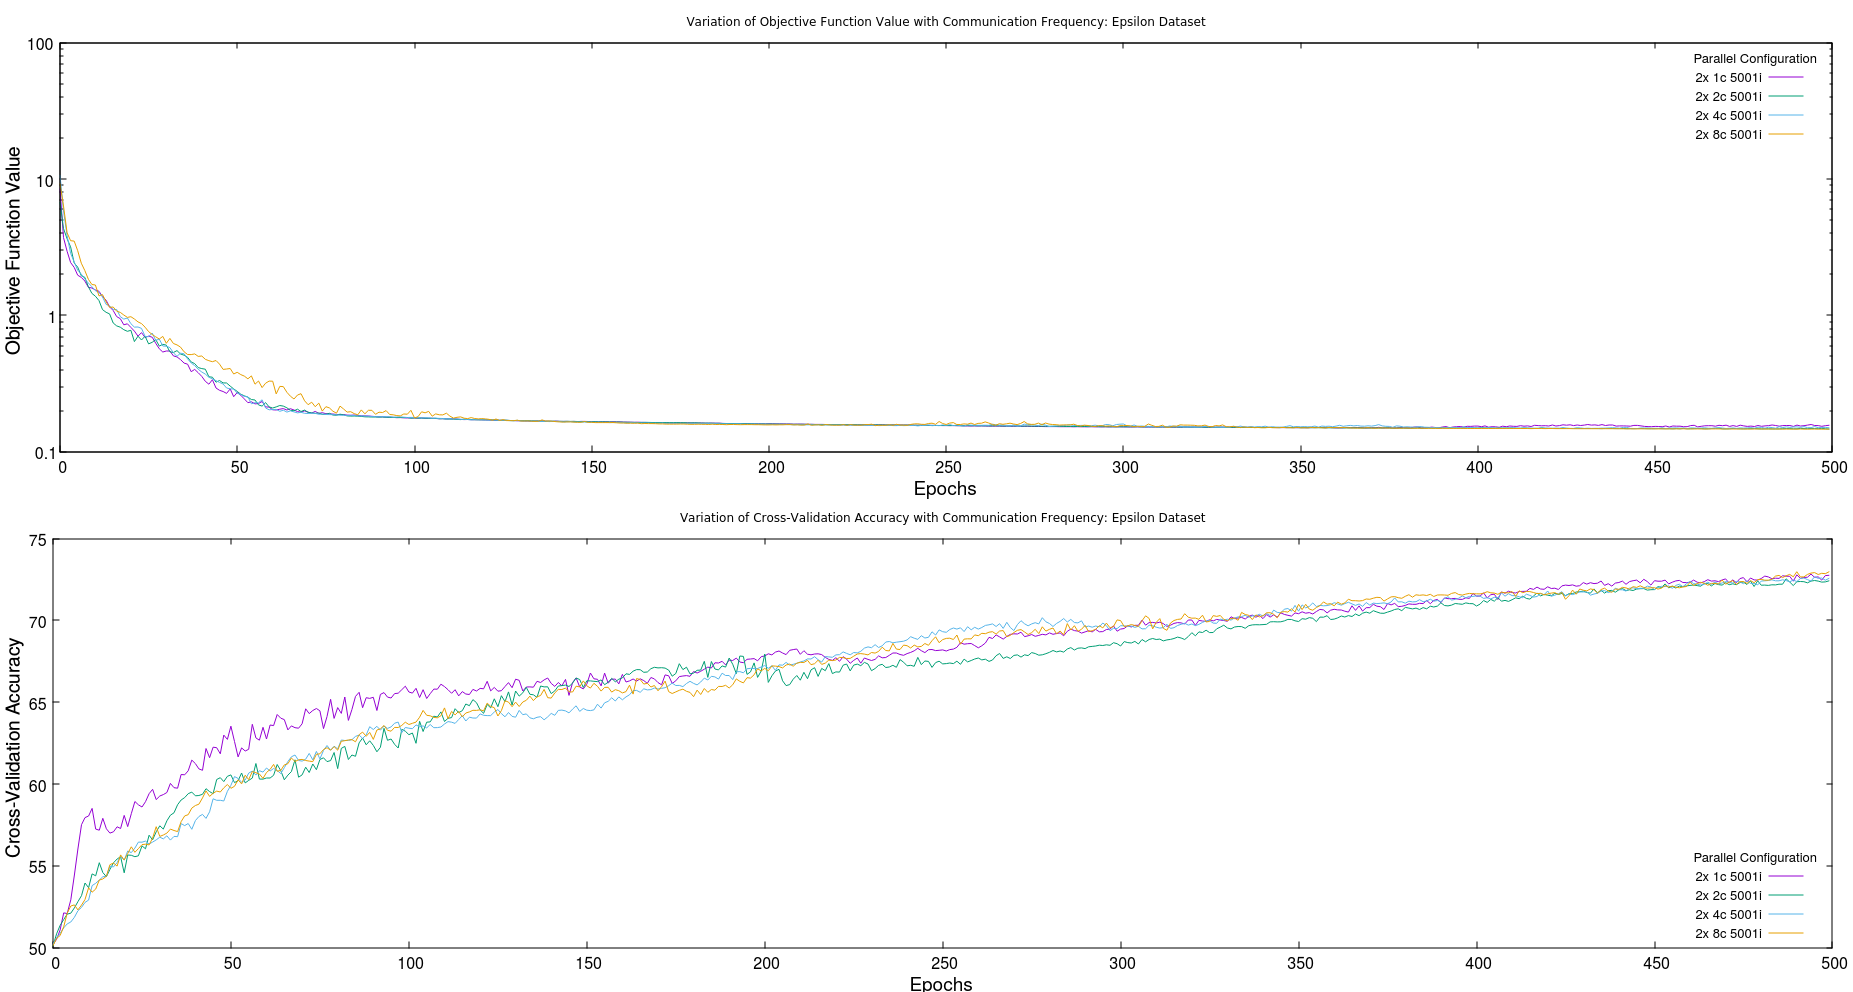 Variation of Objective Function Value with Communication Frequency: Epsilon Dataset
100
10
1
0.1
Objective Function Value
Parallel Configuration
2x 1c 5001i
2x 2c 5001i
2x 4c 5001i
2x 8c 5001i
0 50 100 150 200 250 300 350 400 450 500
Epochs
Variation of Cross-Validation Accuracy with Communication Frequency: Epsilon Dataset
75
70
65
60
55
50
Cross-Validation Accuracy
Parallel Configuration
2x 1c 5001i
2x 2c 5001i
2x 4c 5001i
2x 8c 5001i
0 50 100 150 200 250 300 350 400 450 500
Epochs